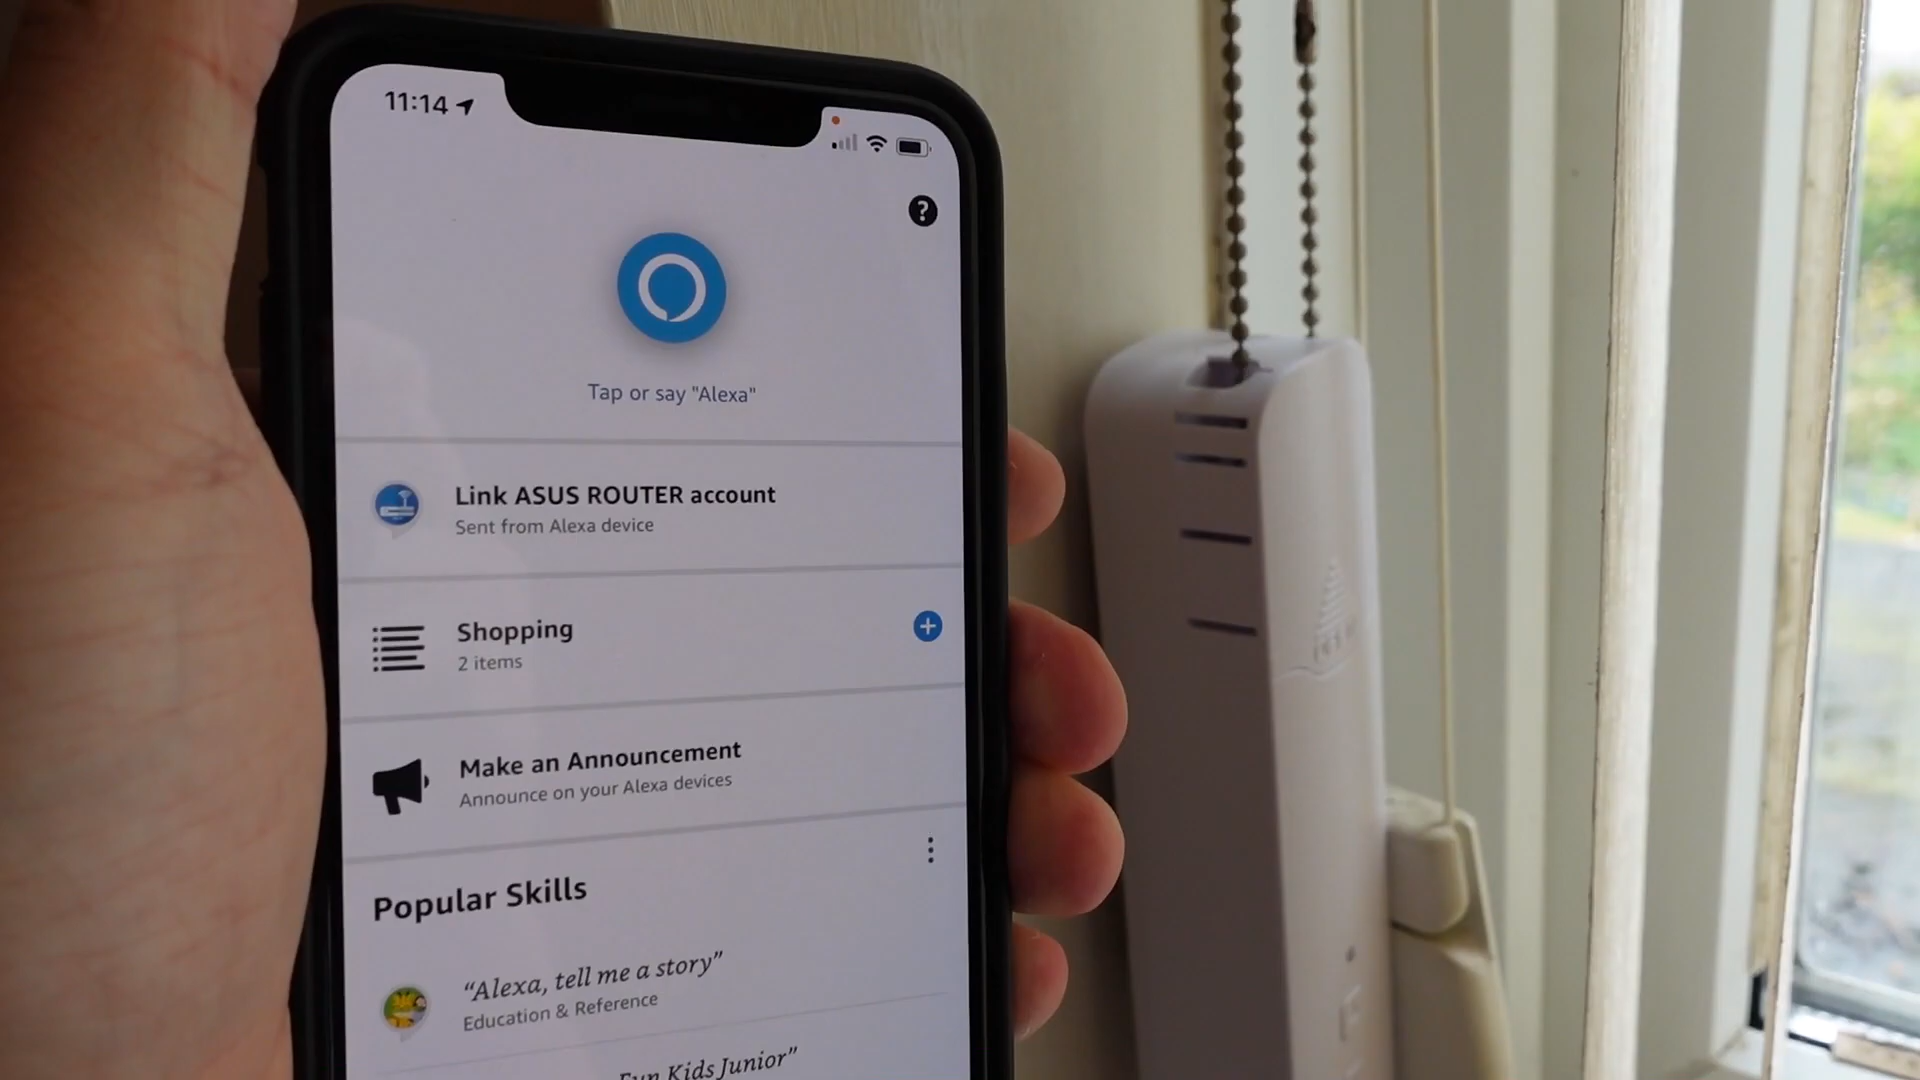 11:14
?
Tap or say "Alexa"
Link ASUS ROUTER account
Sent from Alexa device
Shopping
2 items
Make an Announcement
Announce on your Alexa devices
Popular Skills
“Alexa, tell me a story”
Education & Reference
Fun Kids Junior”